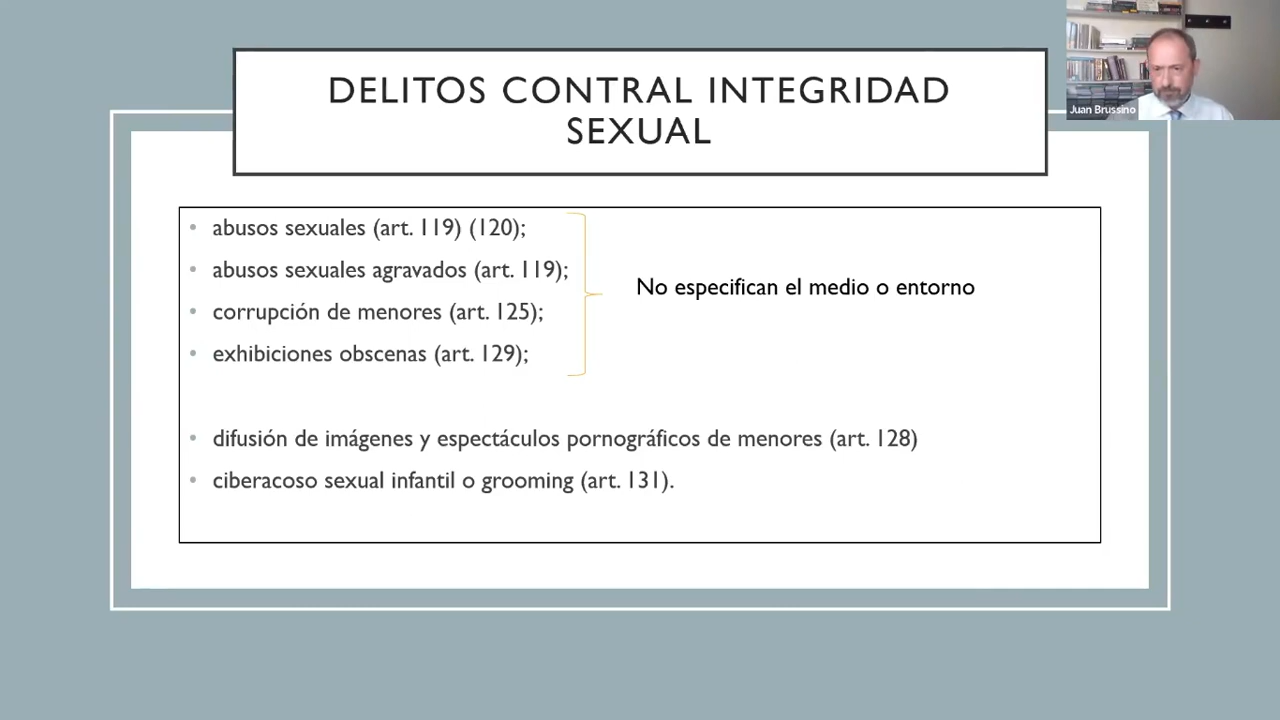 DELITOS CONTRAL INTEGRIDAD
SEXUAL
Juan Brussino
• abusos sexuales (art. 119) (120);
• abusos sexuales agravados (art. 119);
No especifican el medio o entorno
• corrupción de menores (art. 125);
• exhibiciones obscenas (art. 129);
• difusión de imágenes y espectáculos pornográficos de menores (art. 128)
• ciberacoso sexual infantil o grooming (art. 131).